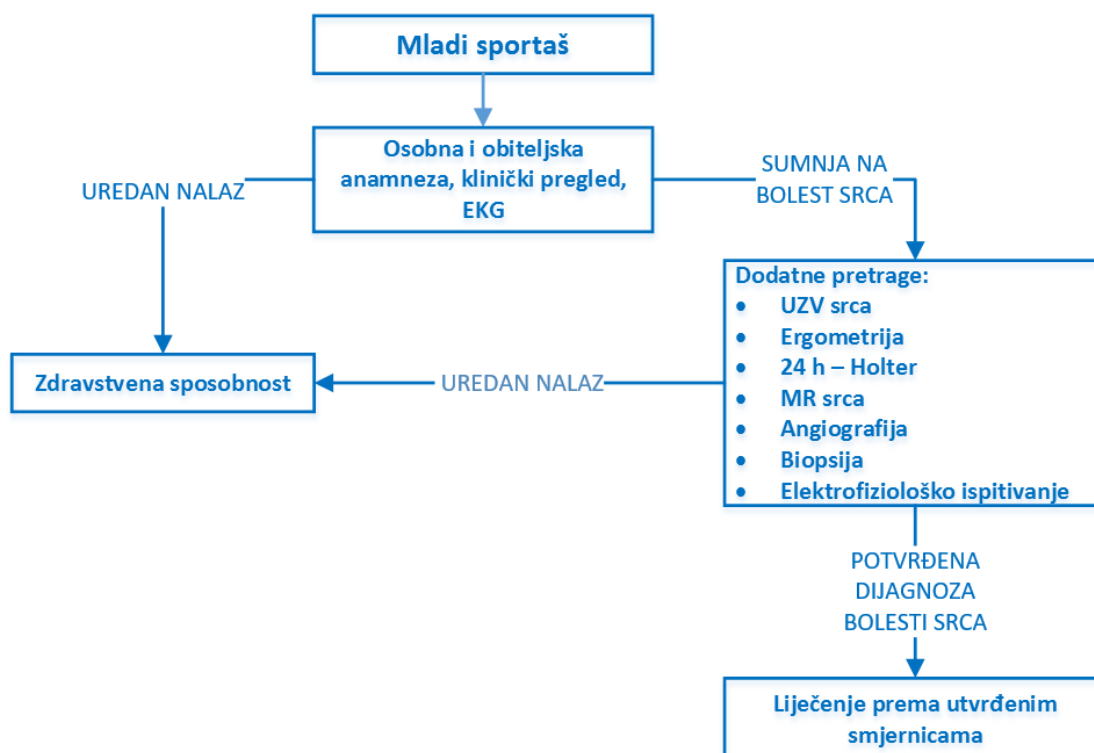 Mladi sportaš
Osobna i obiteljska
anamneza, klinički pregled,
EKG
UREDAN NALAZ
SUMNJA NA
BOLEST SRCA
Dodatne pretrage:
• UZV srca
• Ergometrija
• 24 h – Holter
• MR srca
• Angiografija
• Biopsija
• Elektrofiziološko ispitivanje
Zdravstvena sposobnost
UREDAN NALAZ
POTVRĐENA
DIJAGNOZA
BOLESTI SRCA
Liječenje prema utvrđenim
smjernicama